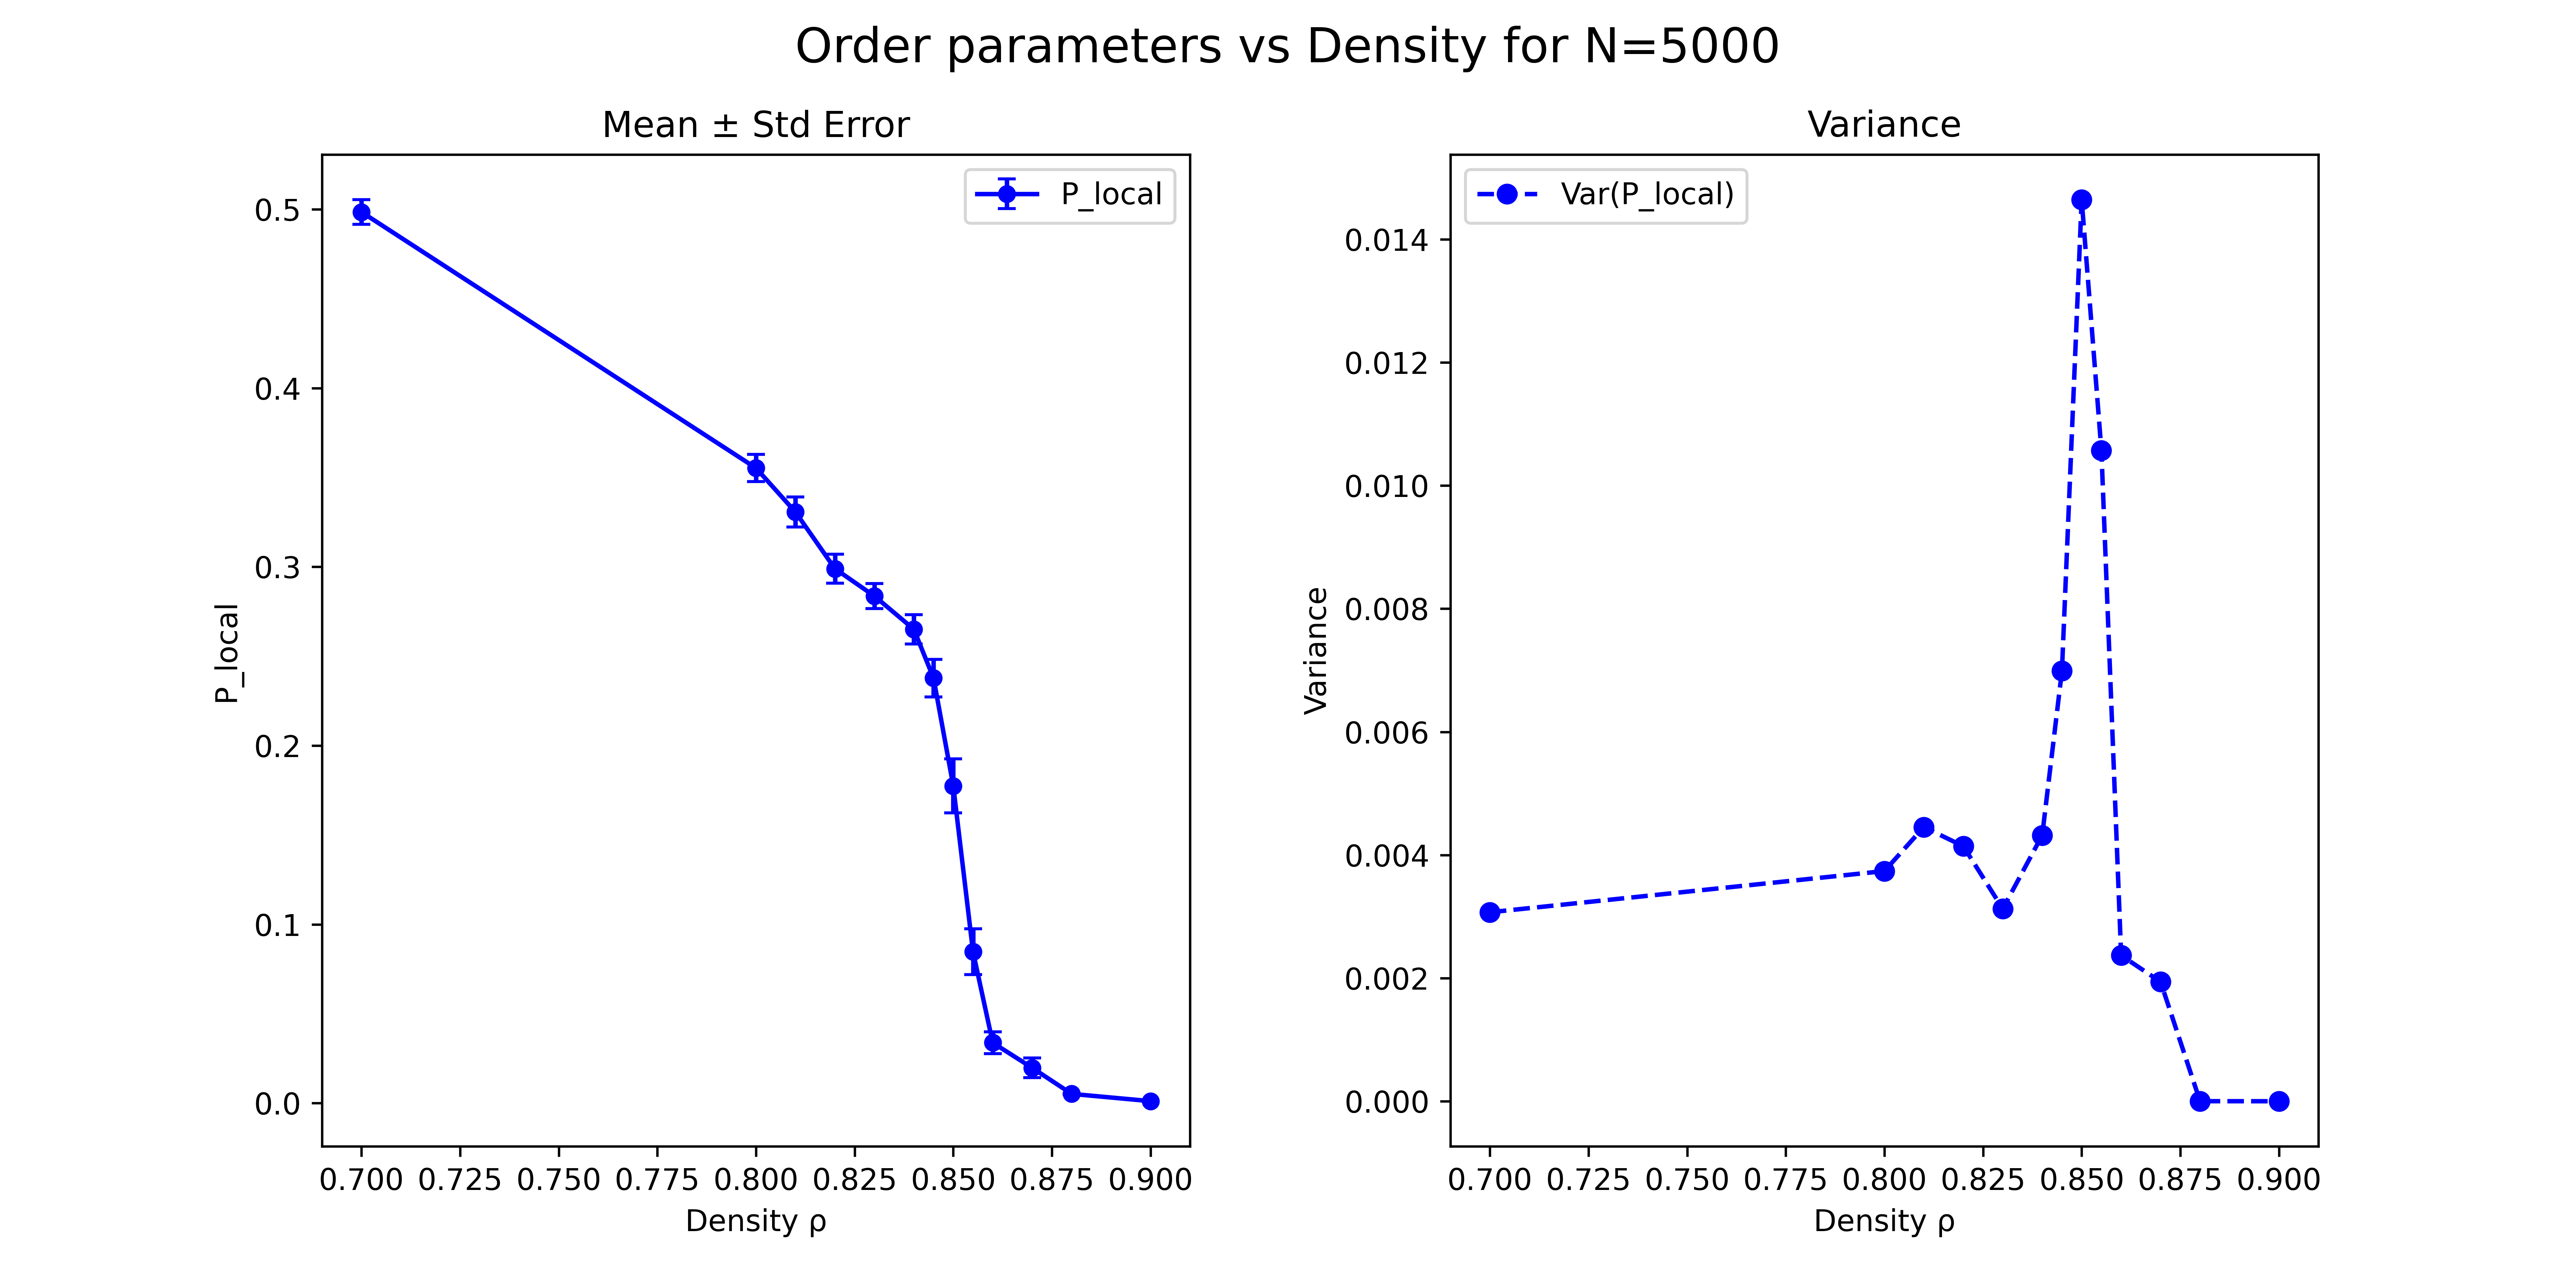 Order parameters vs Density for N=5000
Mean ± Std Error
P_local
0.5
0.4
0.3
0.2
0.1
0.0
P_local
0.700 0.725 0.750 0.775 0.800 0.825 0.850 0.875 0.900
Density ρ
Variance
Var(P_local)
0.014
0.012
0.010
0.008
0.006
0.004
0.002
0.000
Variance
0.700 0.725 0.750 0.775 0.800 0.825 0.850 0.875 0.900
Density ρ